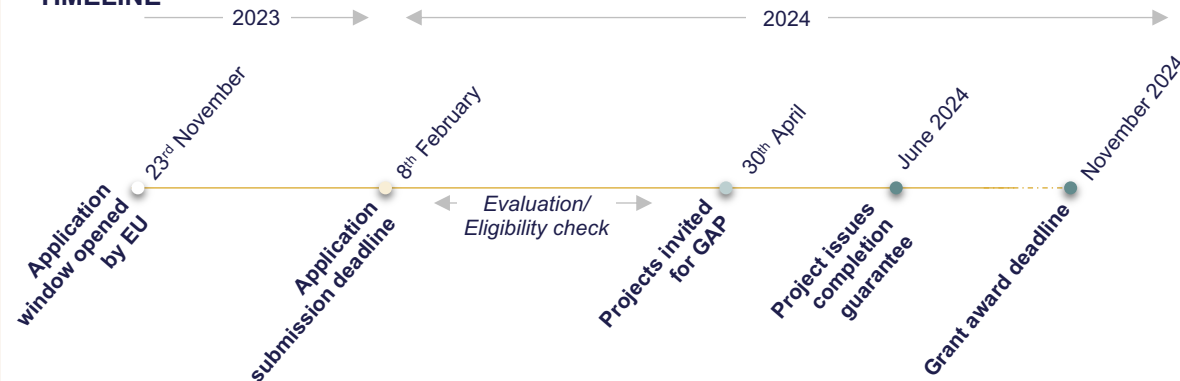 TIMELINE
2023
2024
23rd November
8th February
30th April
June 2024
November 2024
Application
window opened
by EU
Application
submission deadline
Evaluation/
Eligibility check
Projects invited
for GAP
Project issues
completion
guarantee
Grant award deadline